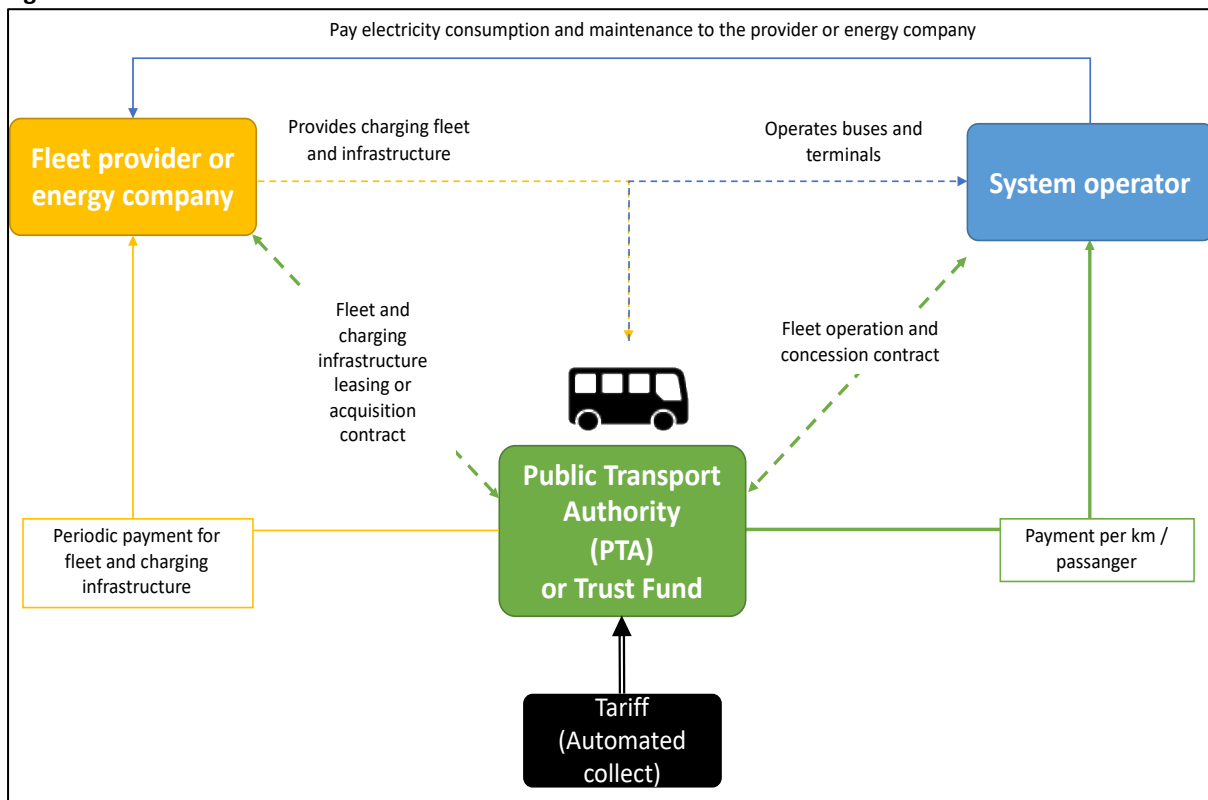 Pay electricity consumption and maintenance to the provider or energy company
Provides charging fleet
and infrastructure
Operates buses and
terminals
Fleet provider or
energy company
System operator
Fleet and
charging
infrastructure
leasing or
acquisition
contract
Fleet operation and
concession contract
Public Transport
Authority
(PTA)
or Trust Fund
Periodic payment for
fleet and charging
infrastructure
Payment per km /
passanger
Tariff
(Automated
collect)